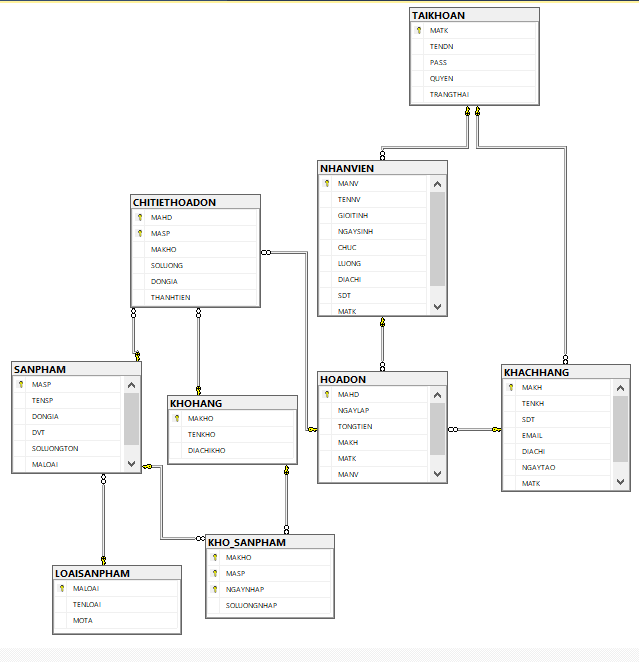 TAIKHOAN
MATK
TENDN
PASS
QUYEN
TRANGTHAI
NHANVIEN
MANV
TENNV
GIOITINH
NGAYSINH
CHUC
LUONG
DIACHI
SDT
MATK
CHITIETHOADON
MAHD
MASP
MAKHO
SOLUONG
DONGIA
THANHTIEN
SANPHAM
MASP
TENSP
DONGIA
DVT
SOLUONGTON
MALOAI
KHOHANG
MAKHO
TENKHO
DIACHIKHO
HOADON
MAHD
NGAYLAP
TONGTIEN
MAKH
MATK
MANV
KHACHHANG
MAKH
TENKH
SDT
EMAIL
DIACHI
NGAYTAO
MATK
KHO_SANPHAM
MAKHO
MASP
NGAYNHAP
SOLUONGNHAP
LOAISANPHAM
MALOAI
TENLOAI
MOTA